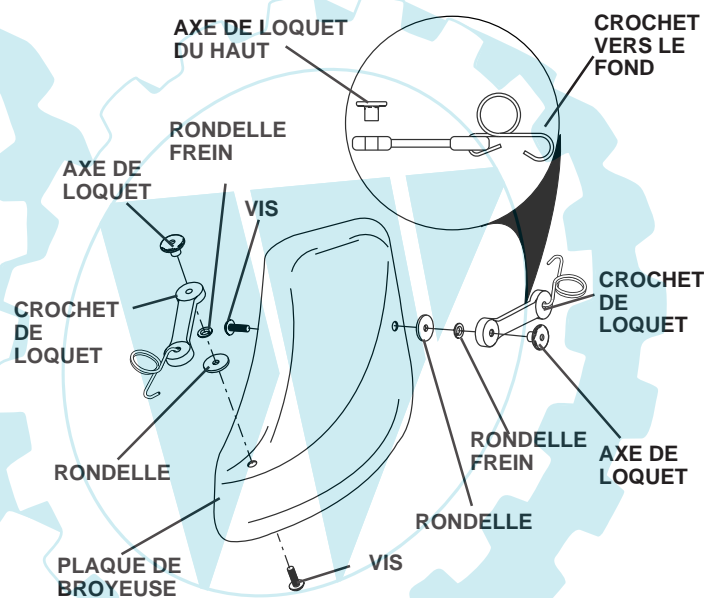 AXE DE LOQUET
DU HAUT
CROCHET
VERS LE
FOND
RONDELLE
FREIN
AXE DE
LOQUET
VIS
CROCHET
DE
LOQUET
CROCHET
DE
LOQUET
RONDELLE
RONDELLE
FREIN
AXE DE
LOQUET
RONDELLE
PLAQUE DE
BROYEUSE
VIS